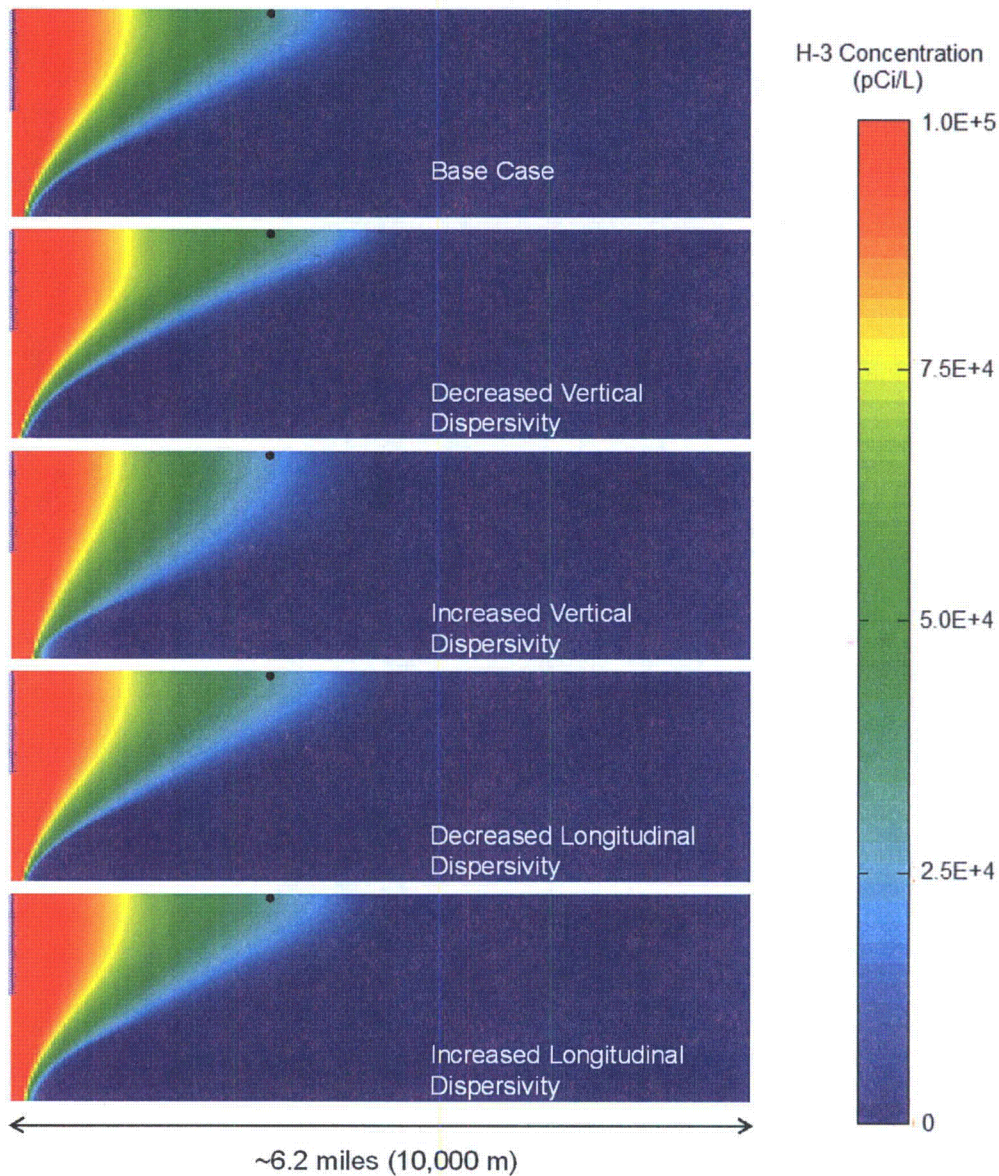 H-3 Concentration
(pCi/L)
1.0E+5
Base Case
7.5E+4
Decreased Vertical
Dispersivity
5.0E+4
Increased Vertical
Dispersivity
Decreased Longitudinal
Dispersivity
2.5E+4
Increased Longitudinal
Dispersivity
0
~6.2 miles (10,000 m)